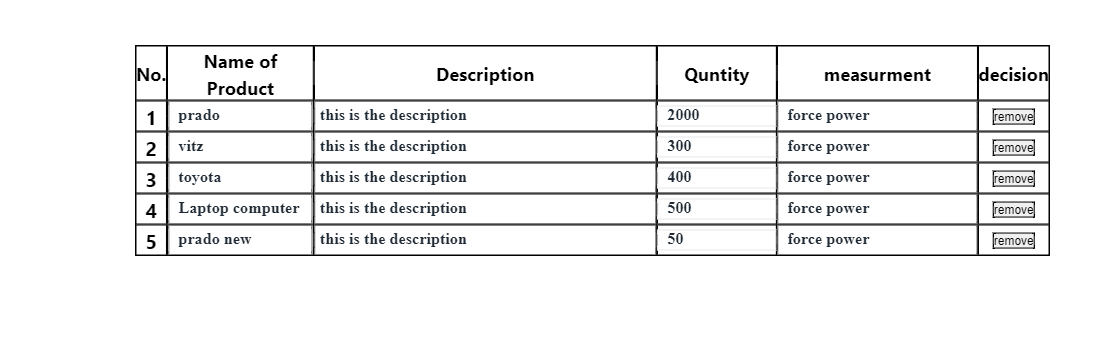 No. Name of Product Description Quntity measurment decision
1 prado this is the description 2000 force power remove
2 vitz this is the description 300 force power remove
3 toyota this is the description 400 force power remove
4 Laptop computer this is the description 500 force power remove
5 prado new this is the description 50 force power remove